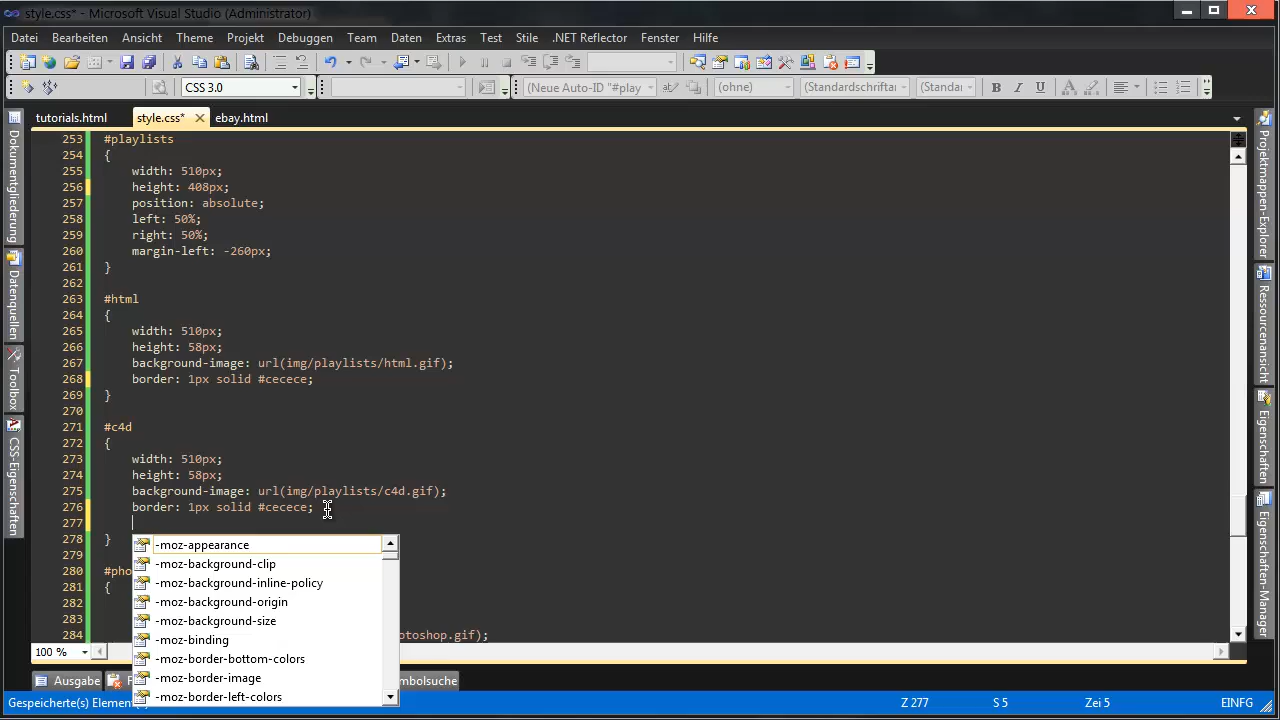 style.css* - Microsoft Visual Studio (Administrator)
Datei Bearbeiten Ansicht Theme Projekt Debuggen Team Daten Extras Test Stile .NET Reflector Fenster Hilfe
CSS 3.0 (Neue Auto-ID "#play (ohne) (Standardschriftar (Standar
tutorials.html style.css* ebay.html
Dokumentgliederung
Datenquellen
Toolbox
CSS-Eigenschaften
253 #playlists
254 {
255 width: 510px;
256 height: 408px;
257 position: absolute;
258 left: 50%;
259 right: 50%;
260 margin-left: -260px;
261 }
262
263 #html
264 {
265 width: 510px;
266 height: 58px;
267 background-image: url(img/playlists/html.gif);
268 border: 1px solid #cecece;
269 }
270
271 #c4d
272 {
273 width: 510px;
274 height: 58px;
275 background-image: url(img/playlists/c4d.gif);
276 border: 1px solid #cecece;
277
278 }
279
280 #pho
281 {
282
283
284 otoshop.gif);
-moz-appearance
-moz-background-clip
-moz-background-inline-policy
-moz-background-origin
-moz-background-size
-moz-binding
-moz-border-bottom-colors
-moz-border-image
-moz-border-left-colors
Projektmappen-Explorer
Ressourcenansicht
Eigenschaften
Eigenschaften-Manager
100 %
Ausgabe F mbolsuche
Gespeicherte(s) Element( Z 277 S 5 Zei 5 EINFG